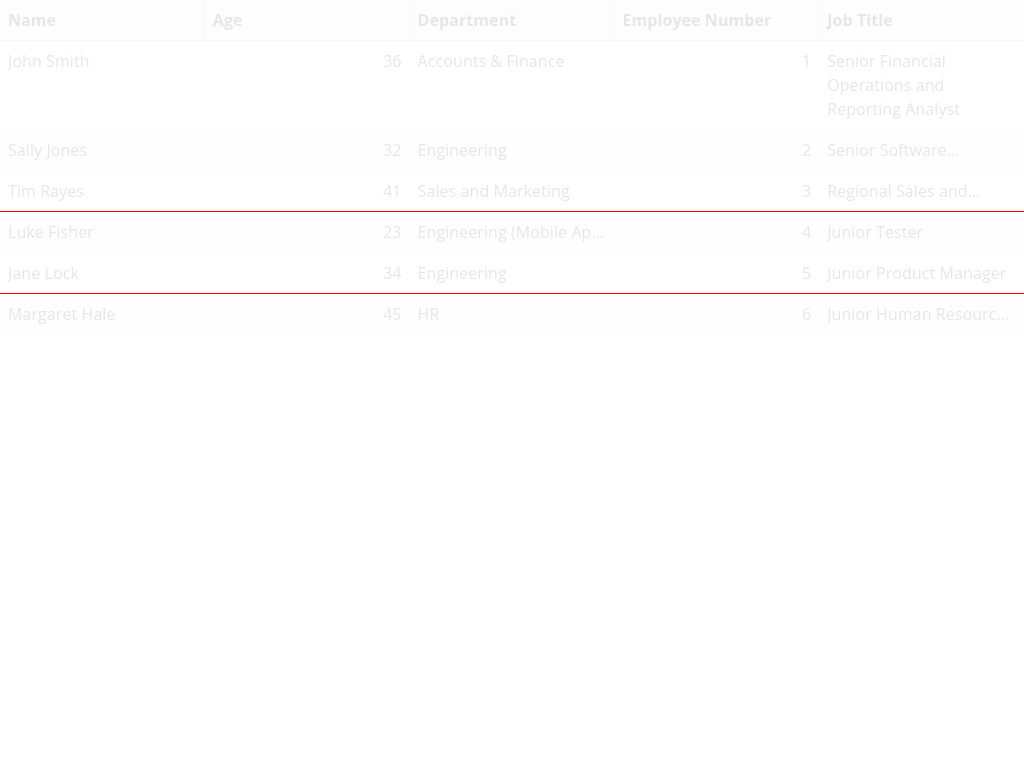 Name Age Department Employee Number Job Title
John Smith 36 Accounts & Finance 1 Senior Financial
Operations and
Reporting Analyst
Sally Jones 32 Engineering 2 Senior Software...
Tim Rayes 41 Sales and Marketing 3 Regional Sales and...
Luke Fisher 23 Engineering (Mobile Ap... 4 Junior Tester
Jane Lock 34 Engineering 5 Junior Product Manager
Margaret Hale 45 HR 6 Junior Human Resourc...